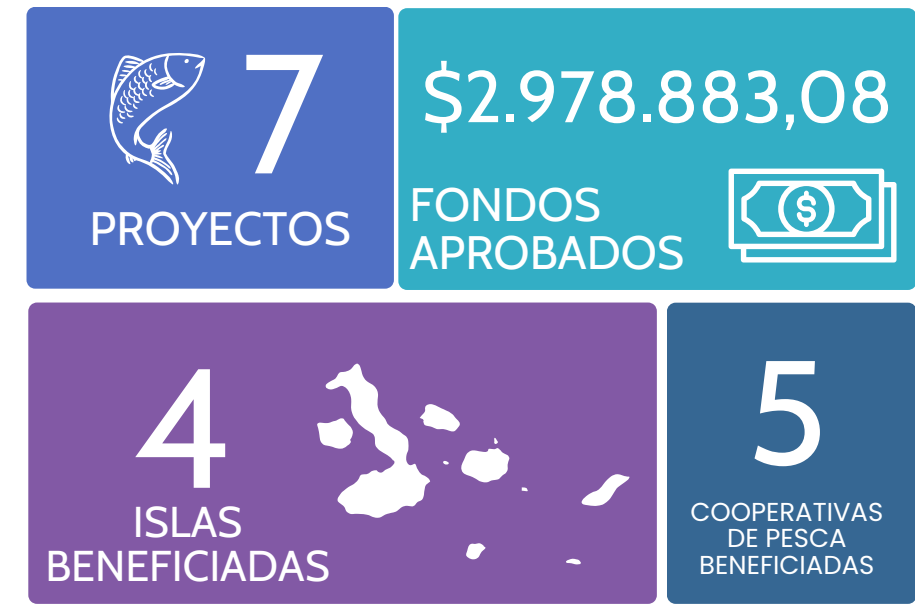 7
PROYECTOS
$2.978.883,08
FONDOS
APROBADOS
$
4
ISLAS
BENEFICIADAS
5
COOPERATIVAS
DE PESCA
BENEFICIADAS